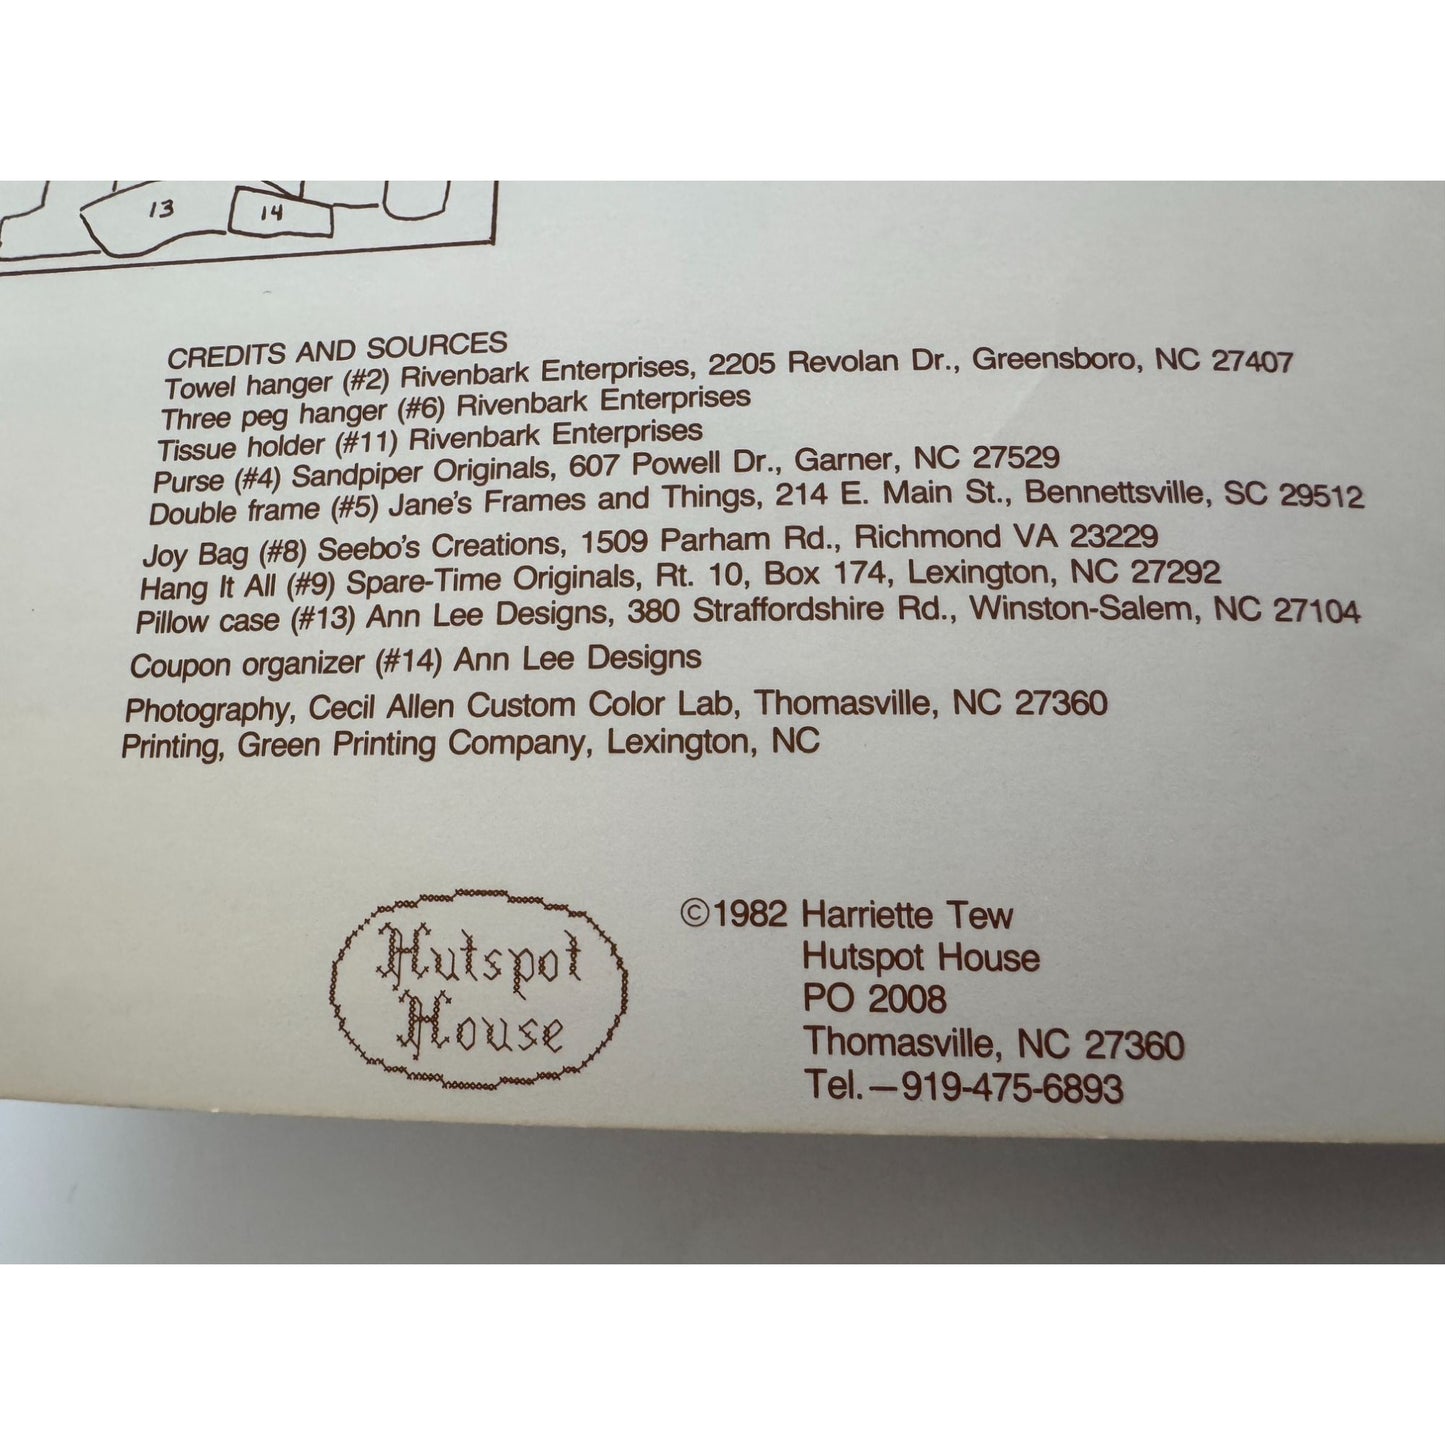 13
14
CREDITS AND SOURCES
Towel hanger (#2) Rivenbark Enterprises, 2205 Revolan Dr., Greensboro, NC 27407
Three peg hanger (#6) Rivenbark Enterprises
Tissue holder (#11) Rivenbark Enterprises
Purse (#4) Sandpiper Originals, 607 Powell Dr., Garner, NC 27529
Double frame (#5) Jane's Frames and Things, 214 E. Main St., Bennettsville, SC 29512
Joy Bag (#8) Seebo's Creations, 1509 Parham Rd., Richmond VA 23229
Hang It All (#9) Spare-Time Originals, Rt. 10, Box 174, Lexington, NC 27292
Pillow case (#13) Ann Lee Designs, 380 Straffordshire Rd., Winston-Salem, NC 27104
Coupon organizer (#14) Ann Lee Designs
Photography, Cecil Allen Custom Color Lab, Thomasville, NC 27360
Printing, Green Printing Company, Lexington, NC
Hutspot
House
©1982 Harriette Tew
Hutspot House
PO 2008
Thomasville, NC 27360
Tel.—919-475-6893